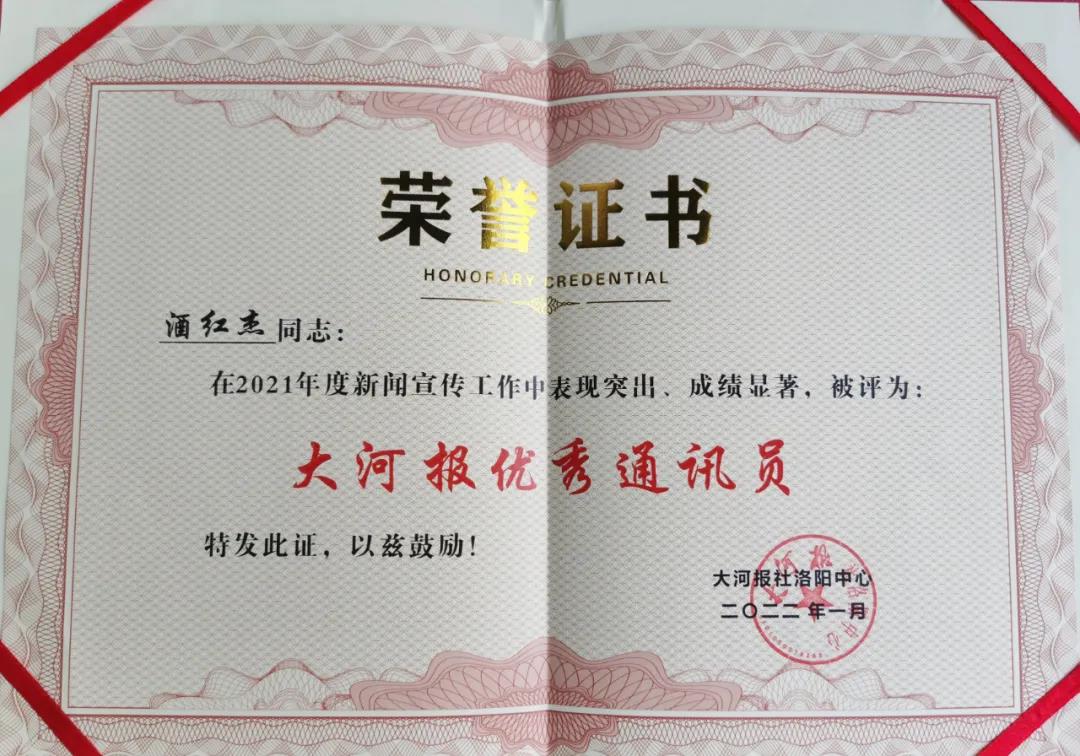 荣誉证书
HONORARY CREDENTIAL
酒红杰同志：
在2021年度新闻宣传工作中表现突出、成绩显著，被评为：
大河报优秀通讯员
特发此证，以兹鼓励！
大河报社洛阳中心
二〇二二年一月